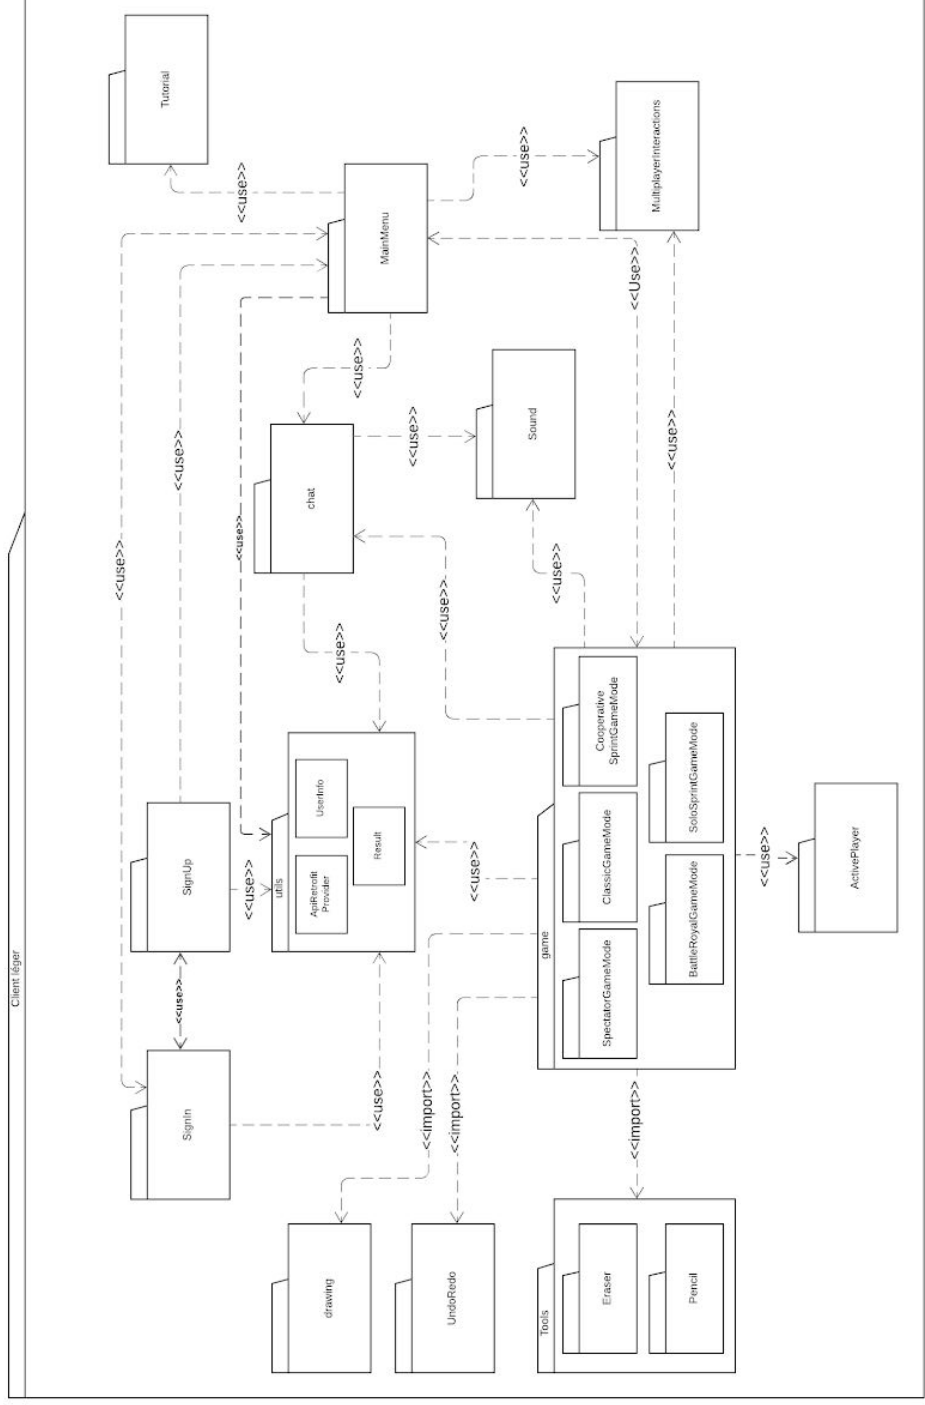 Client léger
<<use>>
Tutorial
SignIn
<<use>>
SignUp
<<use>>
<<use>>
<<use>>
<<use>>
utils
ApiRetrofit
Provider
UserInfo
Result
chat
<<use>>
<<use>>
MainMenu
drawing
<<use>>
<<use>>
<<import>>
<<use>>
UndoRedo
<<import>>
<<use>>
<<use>>
Sound
<<use>>
Tools
Eraser
Pencil
<<import>>
game
SpectatorGameMode
ClassicGameMode
Cooperative
SprintGameMode
BattleRoyalGameMode
SoloSprintGameMode
<<Use>>
MultiplayerInteractions
<<use>>
<<use>>
ActivePlayer